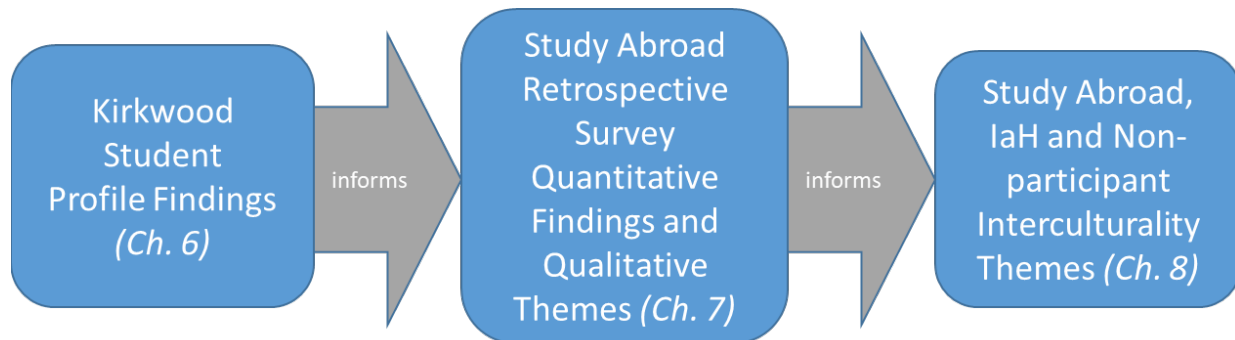 Kirkwood
Student
Profile Findings
(Ch. 6)
informs
Study Abroad
Retrospective
Survey
Quantitative
Findings and
Qualitative
Themes (Ch. 7)
informs
Study Abroad,
IaH and Non-
participant
Interculturality
Themes (Ch. 8)